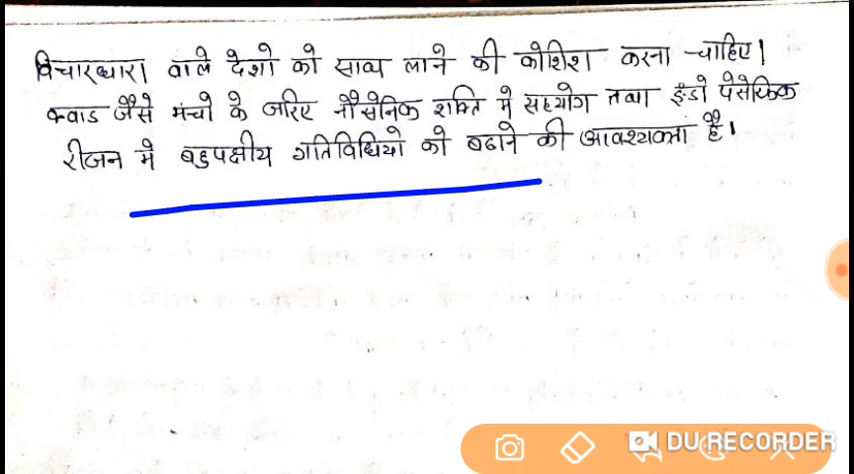 विचारधारा वाले देशो को साथ लाने की कोशिश करना चाहिए।
क्वाड जैसे मंचो के जरिए नौसेनिक शक्ति मे सहयोग तथा इंडो पेसेफिक
रीजन मे बहुपक्षीय गतिविधियो को बढाने की आवश्यकता है।
DU RECORDER